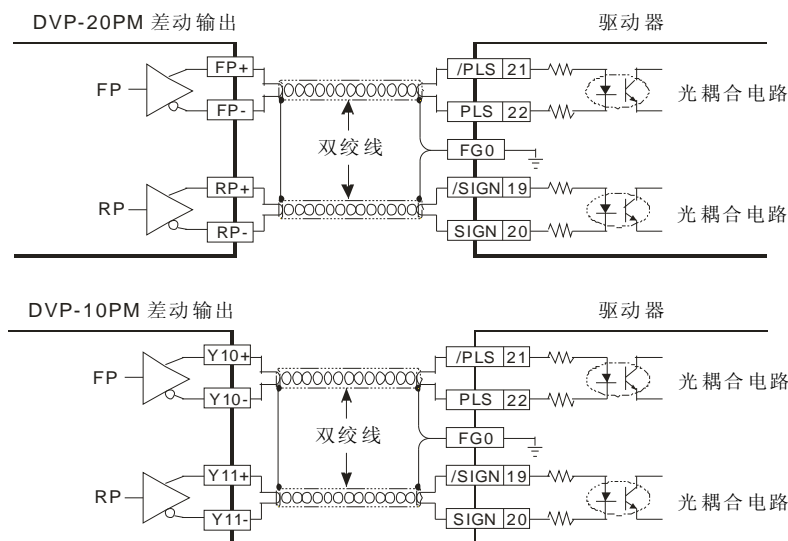 DVP-20PM 差动输出
驱动器
FP
FP+
FP-
/PLS 21
PLS 22
光耦合电路
双绞线
FG0
RP
RP+
RP-
/SIGN 19
SIGN 20
光耦合电路
DVP-10PM 差动输出
驱动器
FP
Y10+
Y10-
/PLS 21
PLS 22
光耦合电路
双绞线
FG0
RP
Y11+
Y11-
/SIGN 19
SIGN 20
光耦合电路